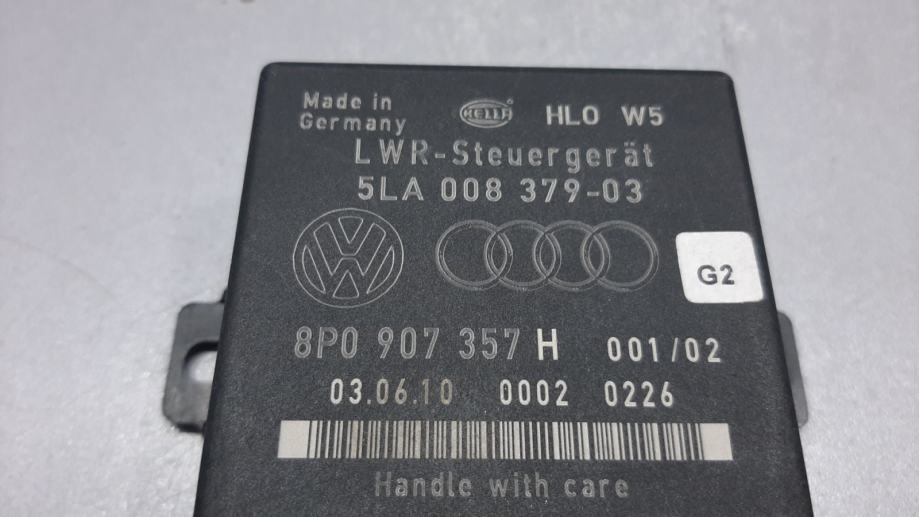 Made in
Germany
HELLA HLO W5
LWR-Steuergerät
5LA 008 379-03
G2
8P0 907 357 H 001/02
03.06.10 0002 0226
Handle with care